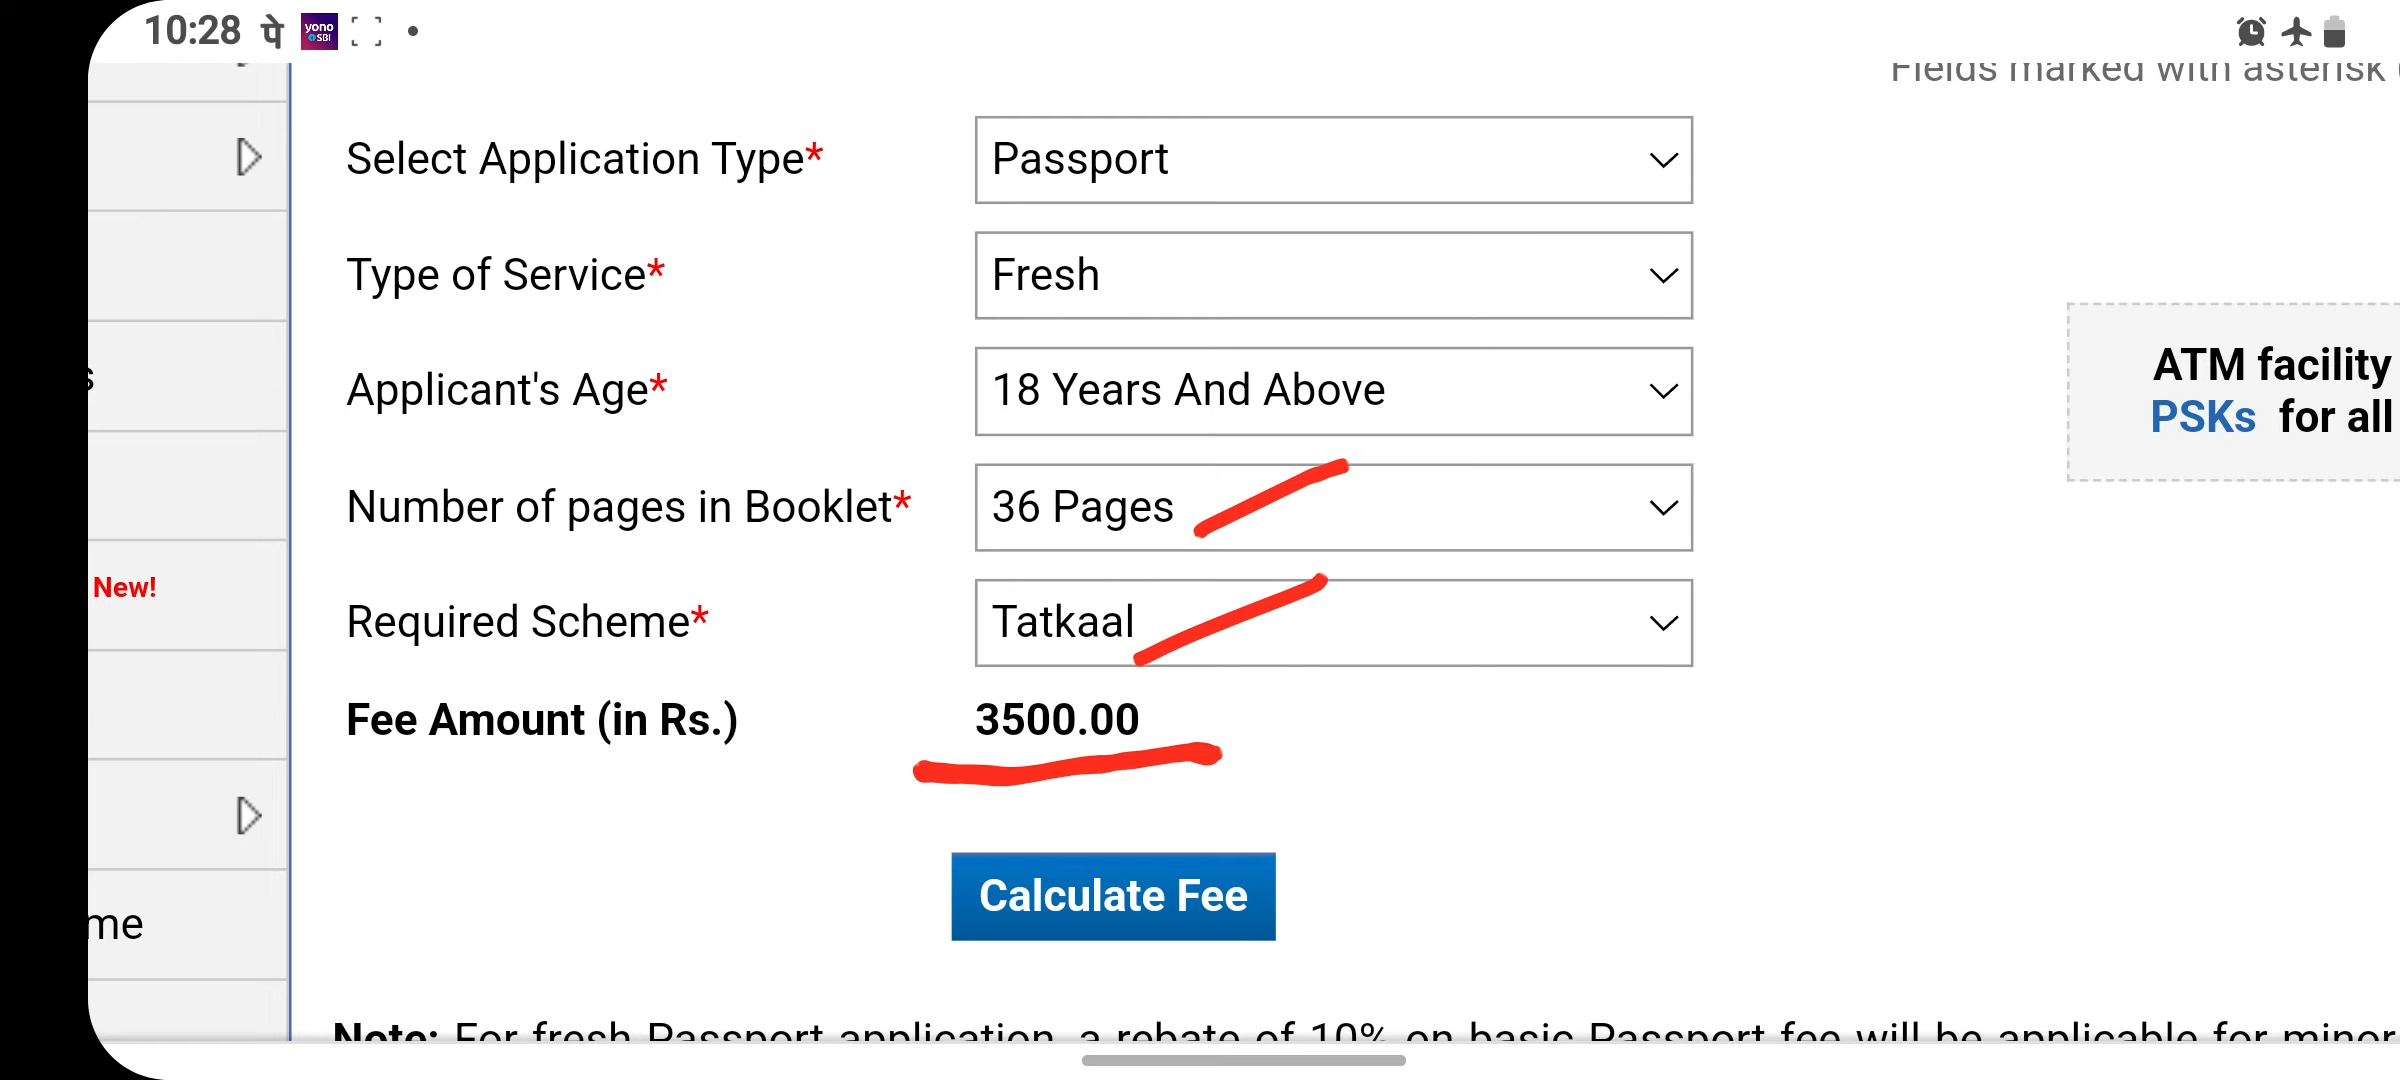 10:28 पे yono SBI
Fields marked with asterisk
Select Application Type* Passport
Type of Service* Fresh
Applicant's Age* 18 Years And Above
ATM facility
PSKs for all
Number of pages in Booklet* 36 Pages
New!
Required Scheme* Tatkaal
Fee Amount (in Rs.) 3500.00
Calculate Fee
me
Note: For fresh Passport application, a rebate of 10% on basic Passport fee will be applicable for minor